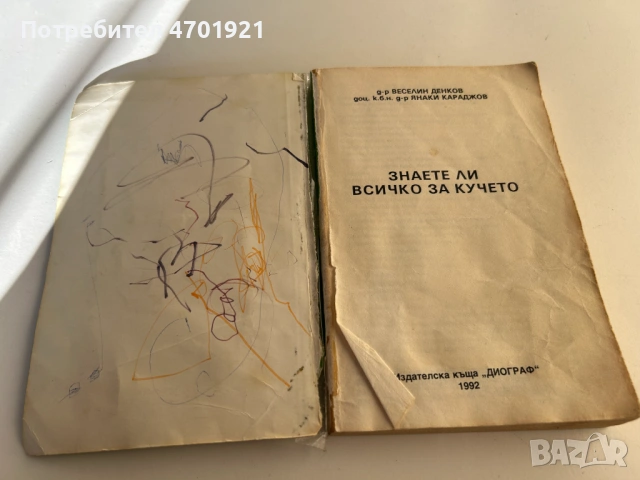 Потребител 4701921
д-р ВЕСЕЛИН ДЕНКОВ
доц. к.б.н. д-р ЯНАКИ КАРАДЖОВ
ЗНАЕТЕ ЛИ
ВСИЧКО ЗА КУЧЕТО
Издателска къща „ДИОГРАФ“
1992
BAZAR